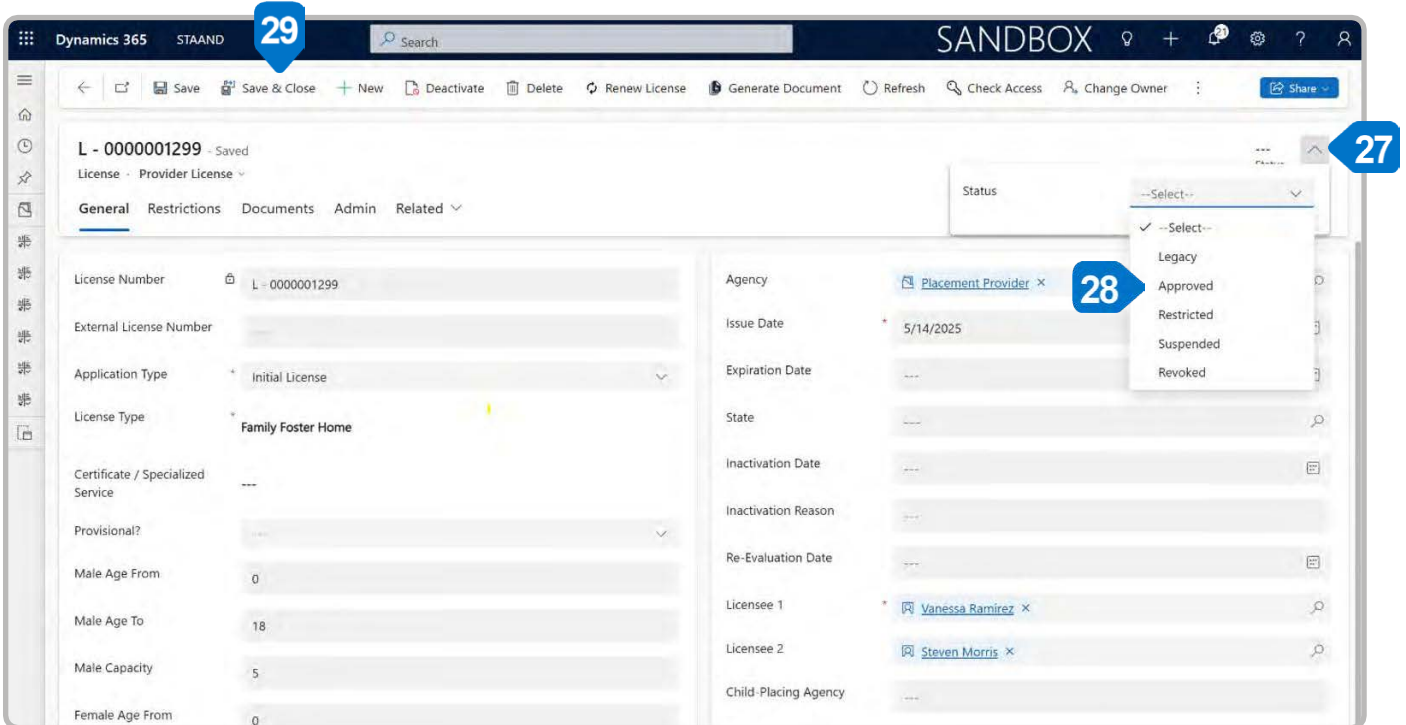 29
Dynamics 365 STAAND Search SANDBOX 21
Save Save & Close New Deactivate Delete Renew License Generate Document Refresh Check Access Change Owner Share
L - 0000001299 - Saved
---
27
License · Provider License
General Restrictions Documents Admin Related
Status --Select--
--Select--
Legacy
Approved
Restricted
Suspended
Revoked
28
License Number L - 0000001299
External License Number ---
Application Type * Initial License
License Type * Family Foster Home
Certificate / Specialized
Service
---
Provisional? ---
Male Age From 0
Male Age To 18
Male Capacity 5
Female Age From 0
Agency Placement Provider ×
Issue Date * 5/14/2025
Expiration Date ---
State ---
Inactivation Date ---
Inactivation Reason ---
Re-Evaluation Date ---
Licensee 1 * Vanessa Ramirez ×
Licensee 2 Steven Morris ×
Child-Placing Agency ---